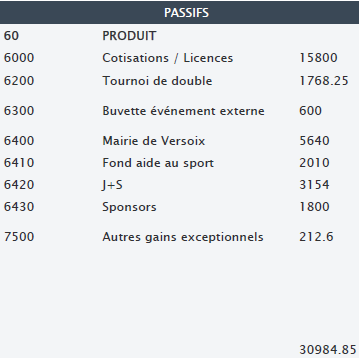 PASSIFS
60 PRODUIT
6000 Cotisations / Licences 15800
6200 Tournoi de double 1768.25
6300 Buvette événement externe 600
6400 Mairie de Versoix 5640
6410 Fond aide au sport 2010
6420 J+S 3154
6430 Sponsors 1800
7500 Autres gains exceptionnels 212.6
30984.85